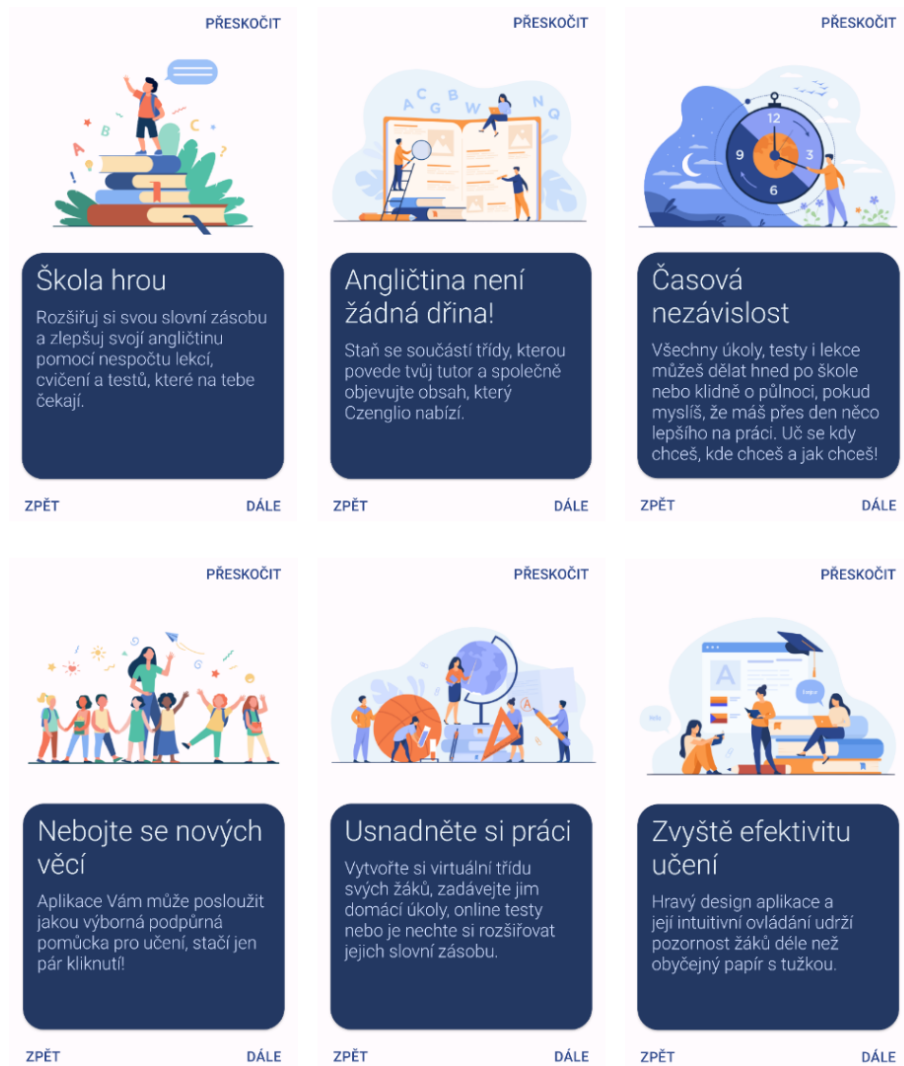 PŘESKOČIT
A
B
C
?
!
Škola hrou
Rozšiřuj si svou slovní zásobu
a zlepšuj svojí angličtinu
pomocí nespočtu lekcí,
cvičení a testů, které na tebe
čekají.
ZPĚT DÁLE
PŘESKOČIT
A C G B W N Q
Angličtina není
žádná dřina!
Staň se součástí třídy, kterou
povede tvůj tutor a společně
objevujte obsah, který
Czenglio nabízí.
ZPĚT DÁLE
PŘESKOČIT
12
9 3
6
Časová
nezávislost
Všechny úkoly, testy i lekce
můžeš dělat hned po škole
nebo klidně o půlnoci, pokud
myslíš, že máš přes den něco
lepšího na práci. Uč se kdy
chceš, kde chceš a jak chceš!
ZPĚT DÁLE
PŘESKOČIT
Nebojte se nových
věcí
Aplikace Vám může posloužit
jakou výborná podpůrná
pomůcka pro učení, stačí jen
pár kliknutí!
ZPĚT DÁLE
PŘESKOČIT
A
Usnadněte si práci
Vytvořte si virtuální třídu
svých žáků, zadávejte jim
domácí úkoly, online testy
nebo je nechte si rozšiřovat
jejich slovní zásobu.
ZPĚT DÁLE
PŘESKOČIT
A
Zvyště efektivitu
učení
Hravý design aplikace a
její intuitivní ovládání udrží
pozornost žáků déle než
obyčejný papír s tužkou.
ZPĚT DÁLE